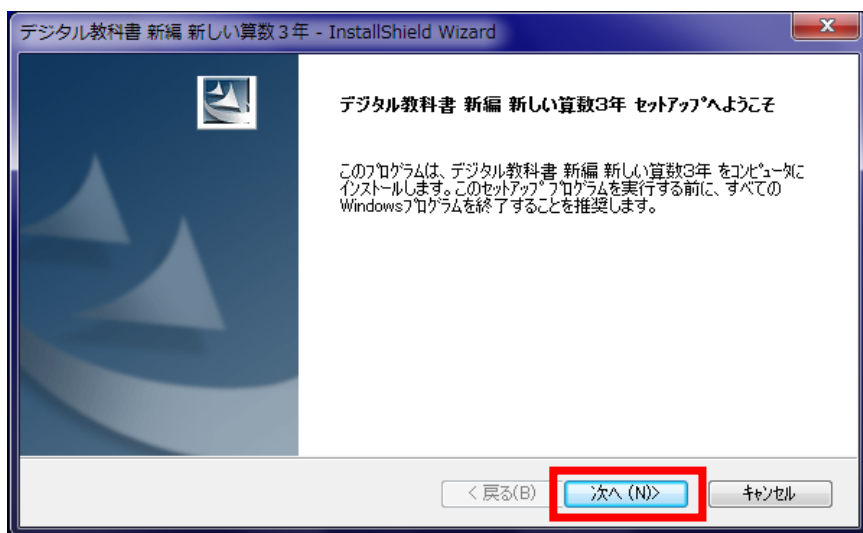 デジタル教科書 新編 新しい算数３年 - InstallShield Wizard
デジタル教科書 新編 新しい算数3年 ｾｯﾄｱｯﾌﾟへようこそ
このﾌﾟﾛｸﾞﾗﾑは、デジタル教科書 新編 新しい算数3年 をｺﾝﾋﾟｭｰﾀに
ｲﾝｽﾄｰﾙします。このｾｯﾄｱｯﾌﾟ ﾌﾟﾛｸﾞﾗﾑを実行する前に、すべての
Windowsﾌﾟﾛｸﾞﾗﾑを終了することを推奨します。
< 戻る(B) 次へ (N)> ｷｬﾝｾﾙ